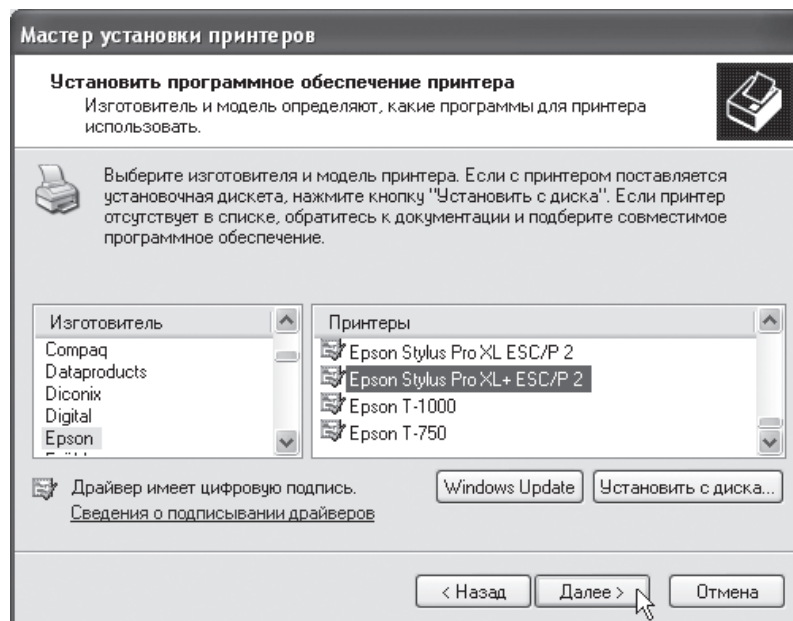 Мастер установки принтеров
Установить программное обеспечение принтера
Изготовитель и модель определяют, какие программы для принтера
использовать.
Выберите изготовителя и модель принтера. Если с принтером поставляется
установочная дискета, нажмите кнопку "Установить с диска". Если принтер
отсутствует в списке, обратитесь к документации и подберите совместимое
программное обеспечение.
Изготовитель
Compaq
Dataproducts
Diconix
Digital
Epson
Принтеры
Epson Stylus Pro XL ESC/P 2
Epson Stylus Pro XL+ ESC/P 2
Epson T-1000
Epson T-750
Драйвер имеет цифровую подпись.
Сведения о подписывании драйверов
Windows Update
Установить с диска...
< Назад
Далее >
Отмена